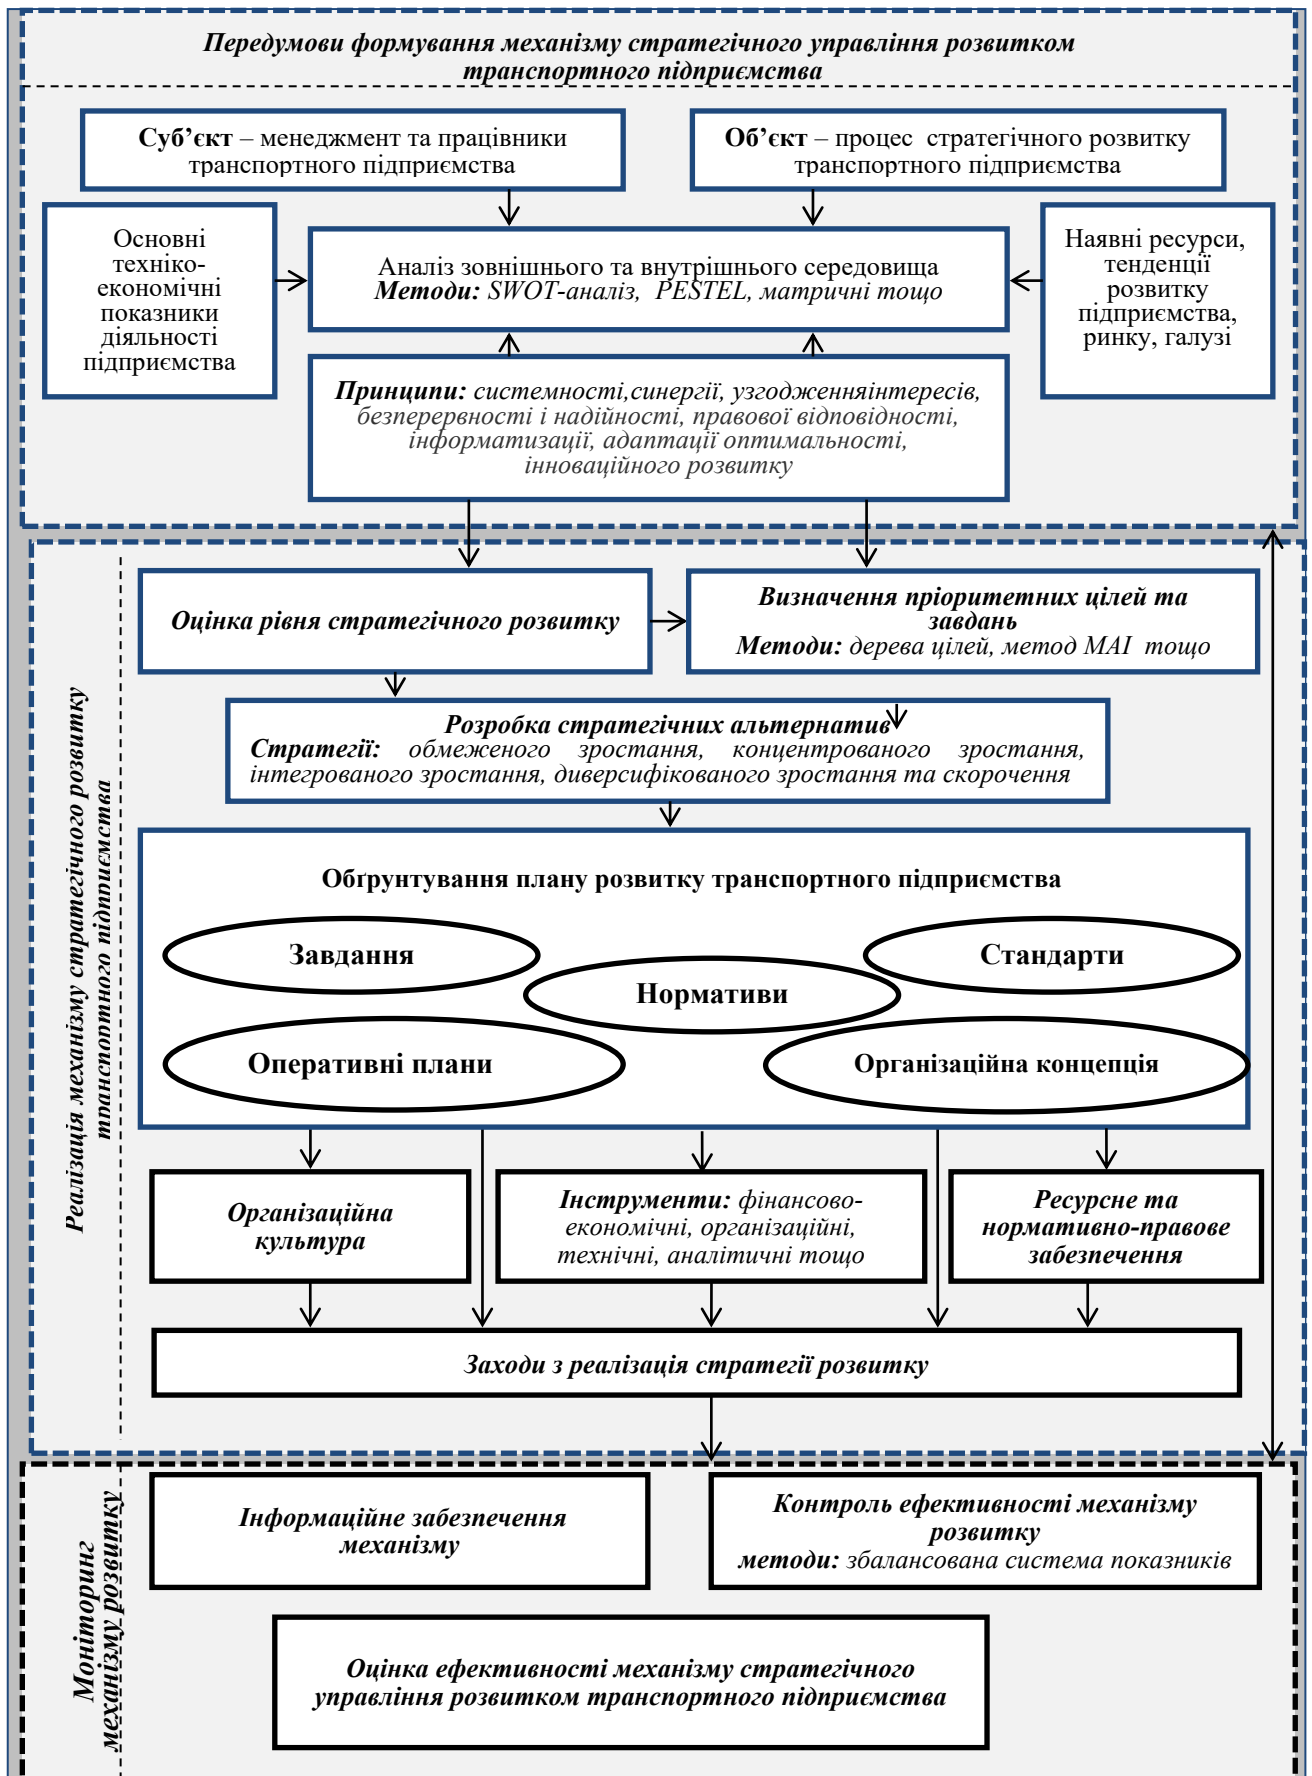 Передумови формування механізму стратегічного управління розвитком
транспортного підприємства
Суб’єкт – менеджмент та працівники
транспортного підприємства
Об’єкт – процес стратегічного розвитку
транспортного підприємства
Основні
техніко-
економічні
показники
діяльності
підприємства
Аналіз зовнішнього та внутрішнього середовища
Методи: SWOT-аналіз, PESTEL, матричні тощо
Наявні ресурси,
тенденції
розвитку
підприємства,
ринку, галузі
Принципи: системності,синергії, узгодженняінтересів,
безперервності і надійності, правової відповідності,
інформатизації, адаптації оптимальності,
інноваційного розвитку
Реалізація механізму стратегічного розвитку
транспортного підприємства
Оцінка рівня стратегічного розвитку
Визначення пріоритетних цілей та
завдань
Методи: дерева цілей, метод МАІ тощо
Розробка стратегічних альтернатив
Стратегії: обмеженого зростання, концентрованого зростання,
інтегрованого зростання, диверсифікованого зростання та скорочення
Обґрунтування плану розвитку транспортного підприємства
Завдання
Стандарти
Нормативи
Оперативні плани
Організаційна концепція
Організаційна
культура
Інструменти: фінансово-
економічні, організаційні,
технічні, аналітичні тощо
Ресурсне та
нормативно-правове
забезпечення
Заходи з реалізація стратегії розвитку
Моніторинг
механізму розвитку
Інформаційне забезпечення
механізму
Контроль ефективності механізму
розвитку
методи: збалансована система показників
Оцінка ефективності механізму стратегічного
управління розвитком транспортного підприємства